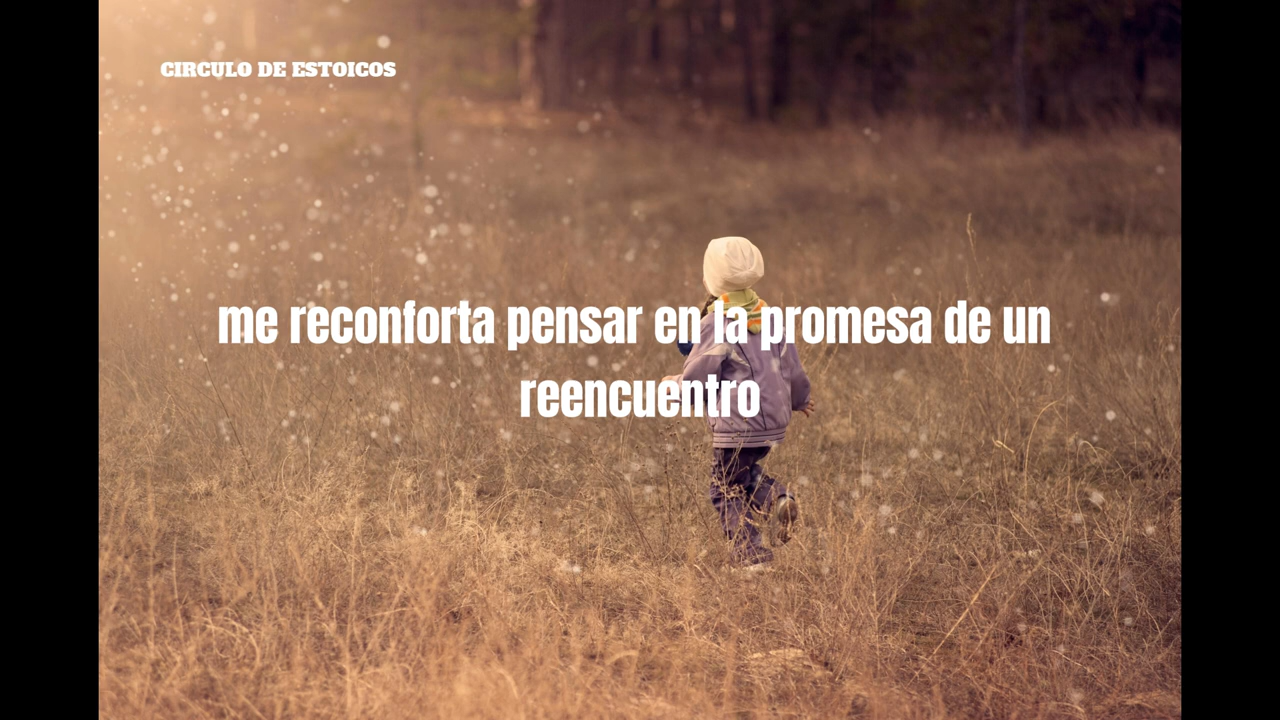 CIRCULO DE ESTOICOS
me reconforta pensar en la promesa de un
reencuentro